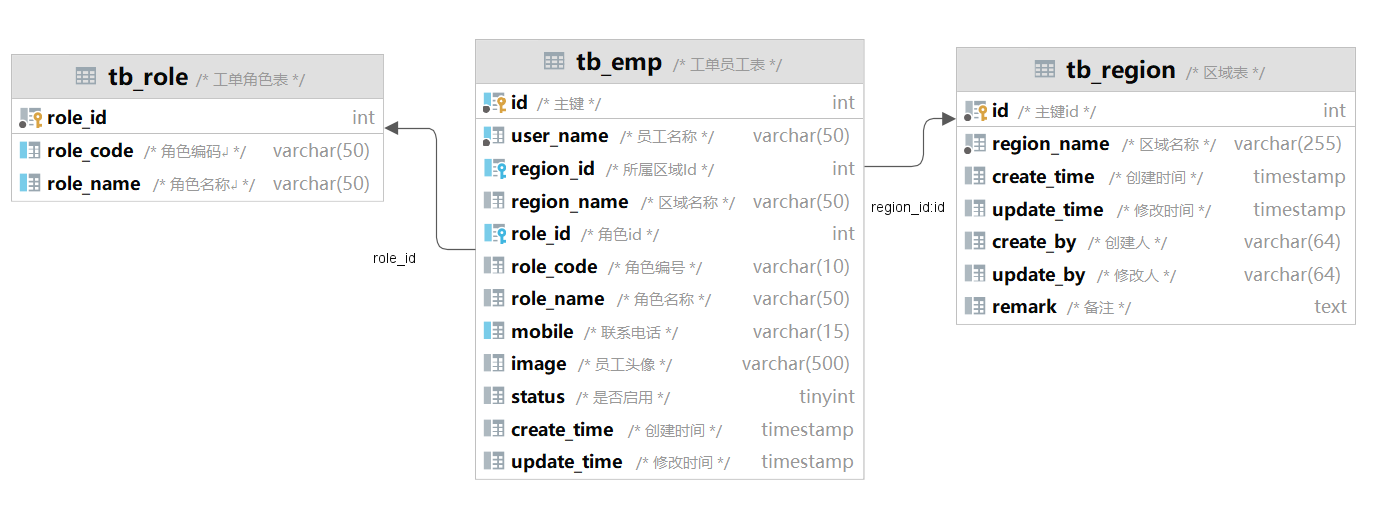 tb_role /* 工单角色表 */
role_id int
role_code /* 角色编码↲ */ varchar(50)
role_name /* 角色名称↲ */ varchar(50)
role_id
tb_emp /* 工单员工表 */
id /* 主键 */ int
user_name /* 员工名称 */ varchar(50)
region_id /* 所属区域Id */ int
region_name /* 区域名称 */ varchar(50)
role_id /* 角色id */ int
role_code /* 角色编号 */ varchar(10)
role_name /* 角色名称 */ varchar(50)
mobile /* 联系电话 */ varchar(15)
image /* 员工头像 */ varchar(500)
status /* 是否启用 */ tinyint
create_time /* 创建时间 */ timestamp
update_time /* 修改时间 */ timestamp
region_id:id
tb_region /* 区域表 */
id /* 主键id */ int
region_name /* 区域名称 */ varchar(255)
create_time /* 创建时间 */ timestamp
update_time /* 修改时间 */ timestamp
create_by /* 创建人 */ varchar(64)
update_by /* 修改人 */ varchar(64)
remark /* 备注 */ text